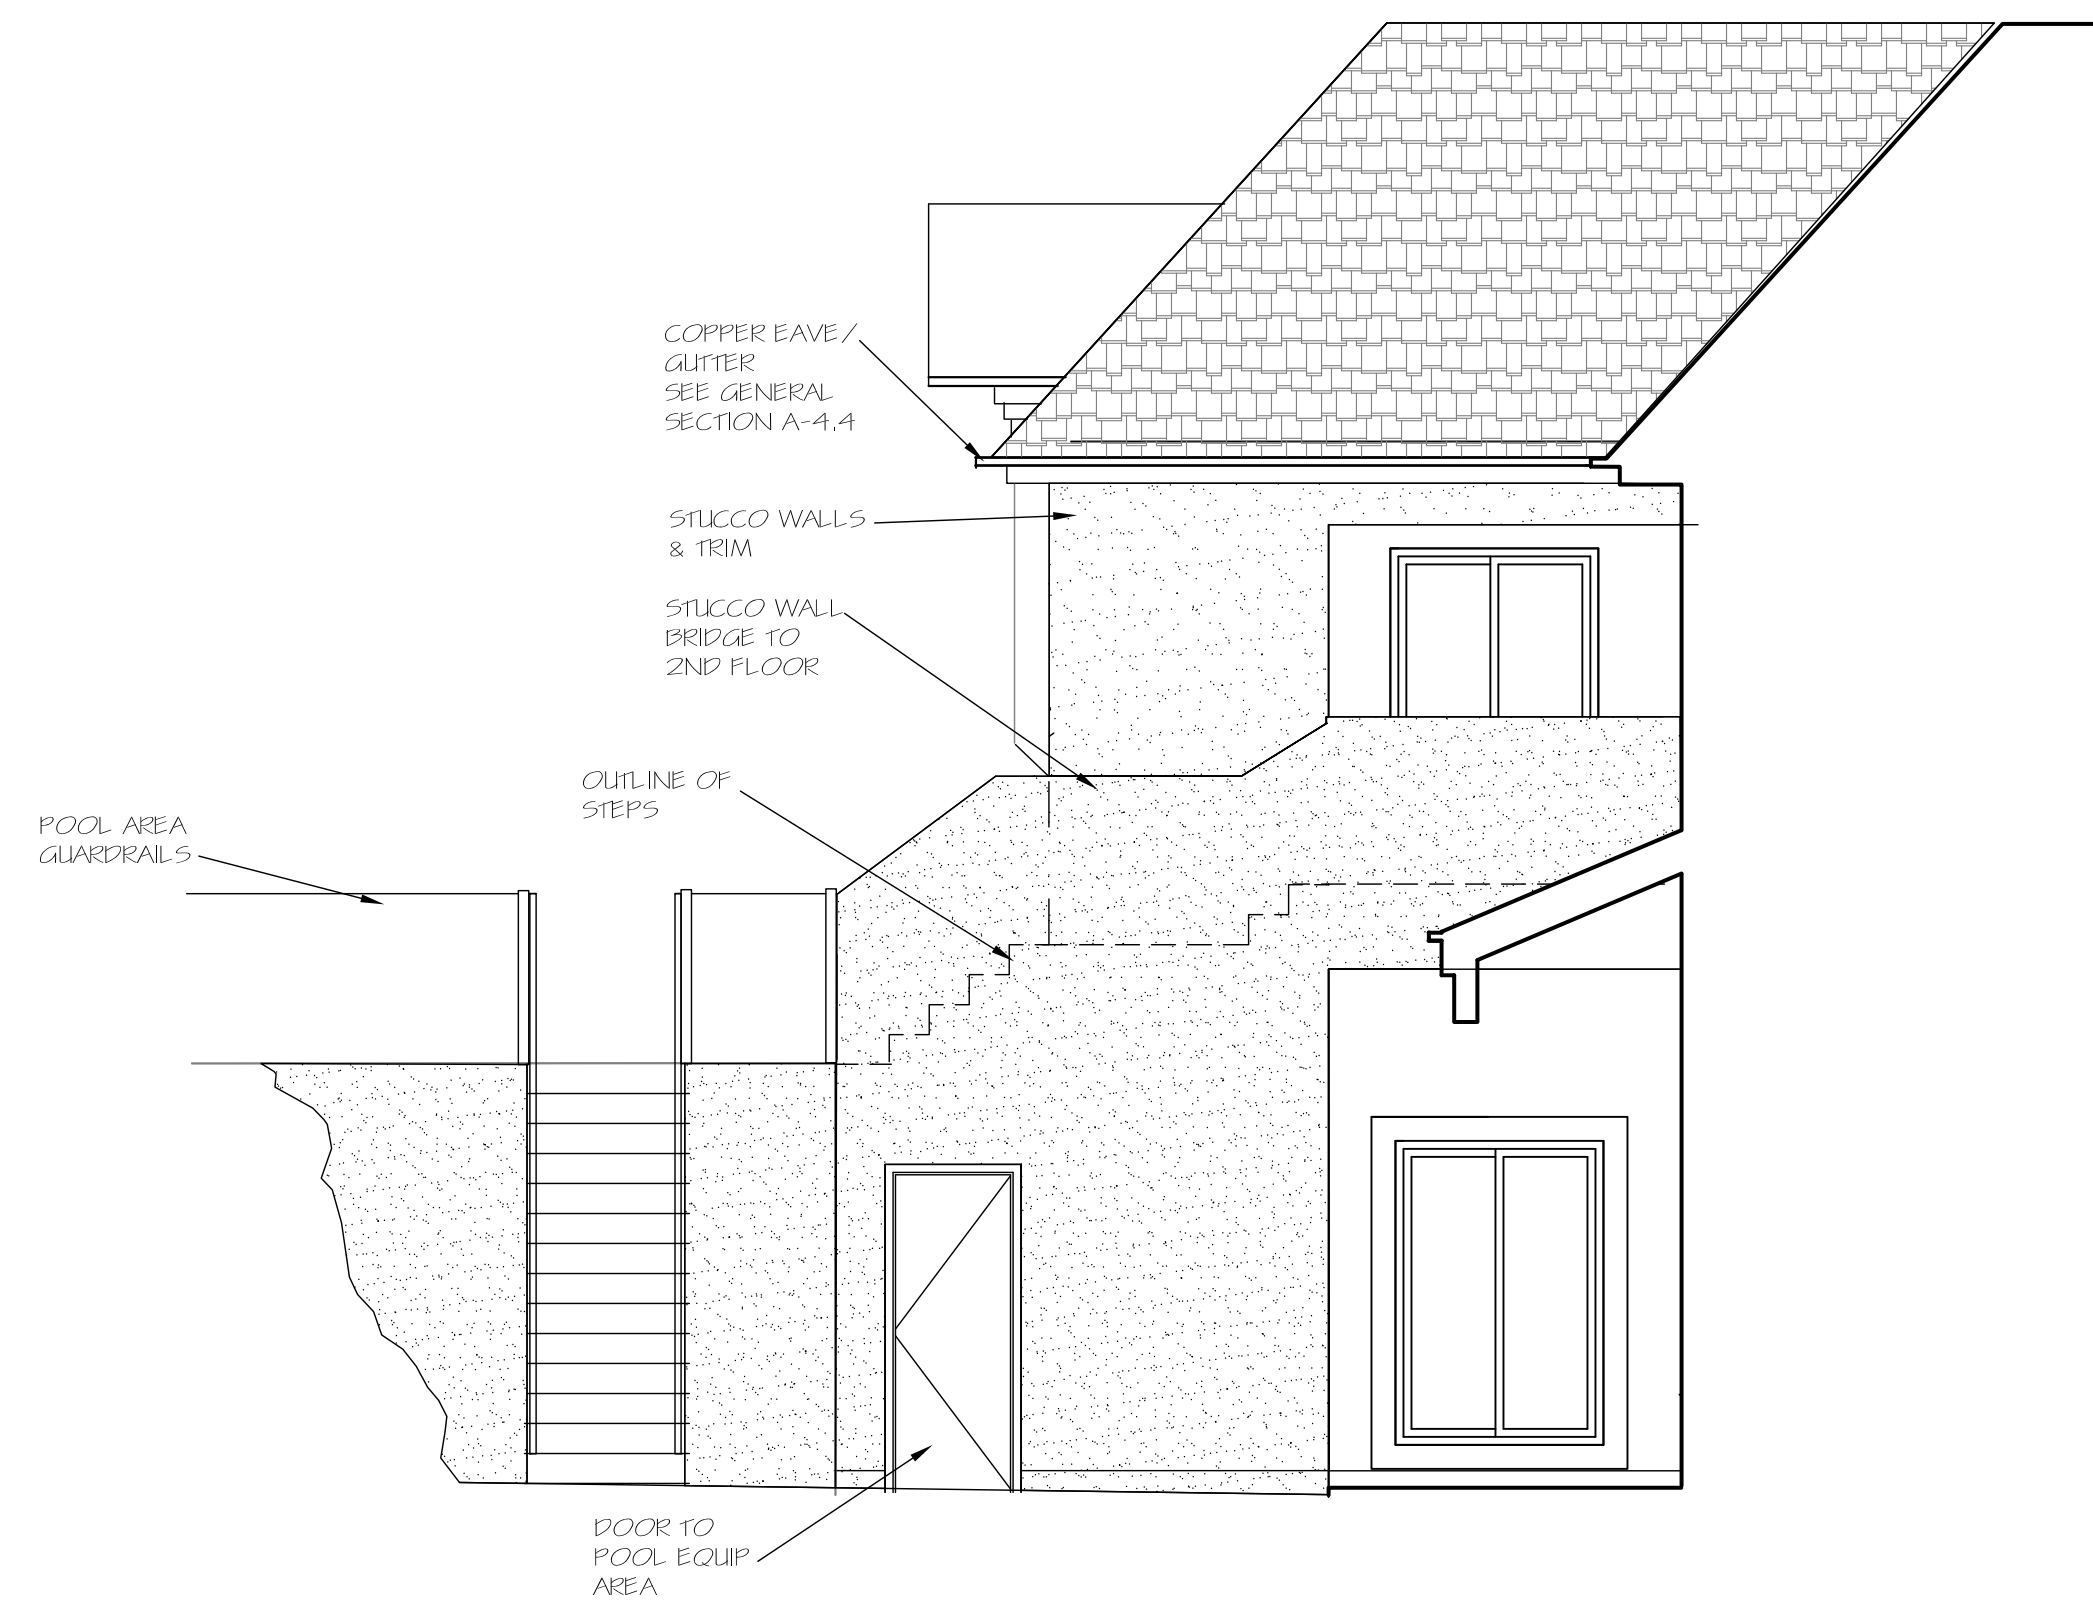 COPPER EAVE/
GUTTER
SEE GENERAL
SECTION A-4.4
STUCCO WALLS
& TRIM
STUCCO WALL
BRIDGE TO
2ND FLOOR
OUTLINE OF
STEPS
POOL AREA
GUARDRAILS
DOOR TO
POOL EQUIP
AREA